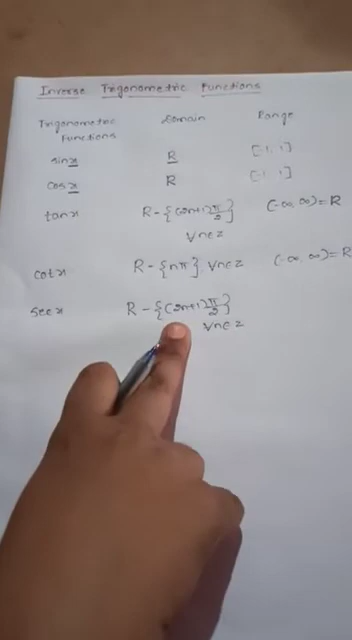 Inverse Trigonometric Functions
Trigonometric Functions Domain Range
sin x R [-1, 1]
cos x R [-1, 1]
tan x R - {(2n+1)π/2} (-∞, ∞) = R
∀n∈z
cot x R - {nπ} ∀n∈z (-∞, ∞) = R
sec x R - {(2n+1)π/2}
∀n∈z